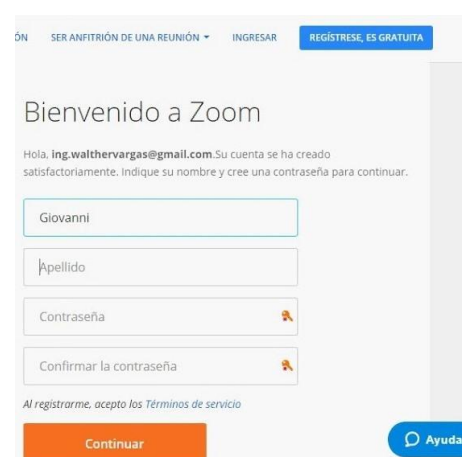 ÓN SER ANFITRIÓN DE UNA REUNIÓN INGRESAR REGÍSTRESE, ES GRATUITA
Bienvenido a Zoom
Hola, ing.walthervargas@gmail.com.Su cuenta se ha creado
satisfactoriamente. Indique su nombre y cree una contraseña para continuar.
Giovanni
Apellido
Contraseña
Confirmar la contraseña
Al registrarme, acepto los Términos de servicio
Continuar
Ayuda